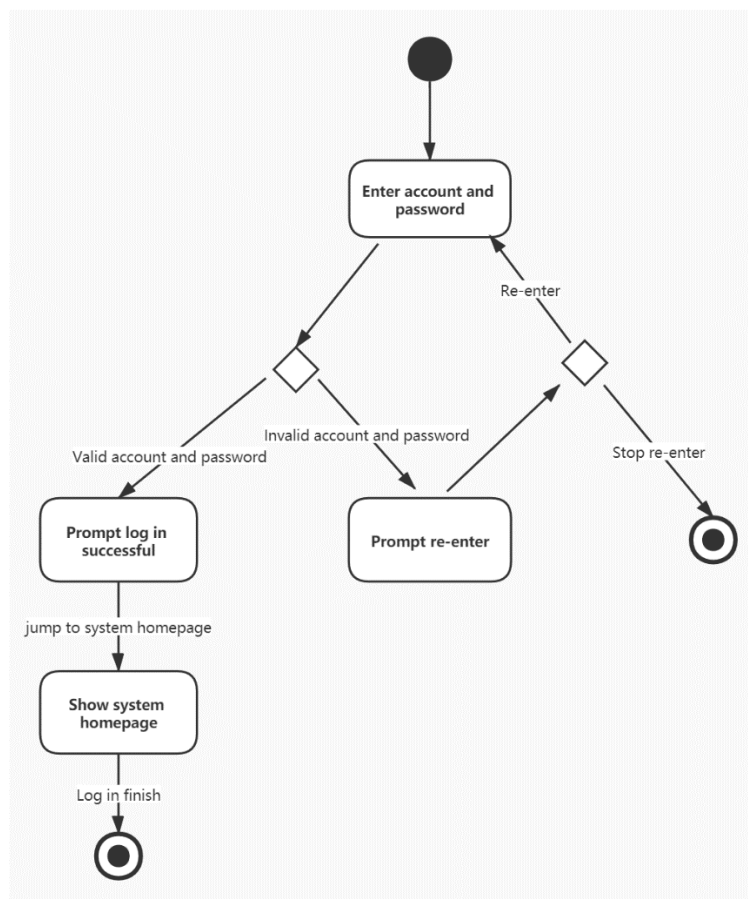 Enter account and
password
Re-enter
Invalid account and password
Valid account and password
Stop re-enter
Prompt log in
successful
Prompt re-enter
jump to system homepage
Show system
homepage
Log in finish